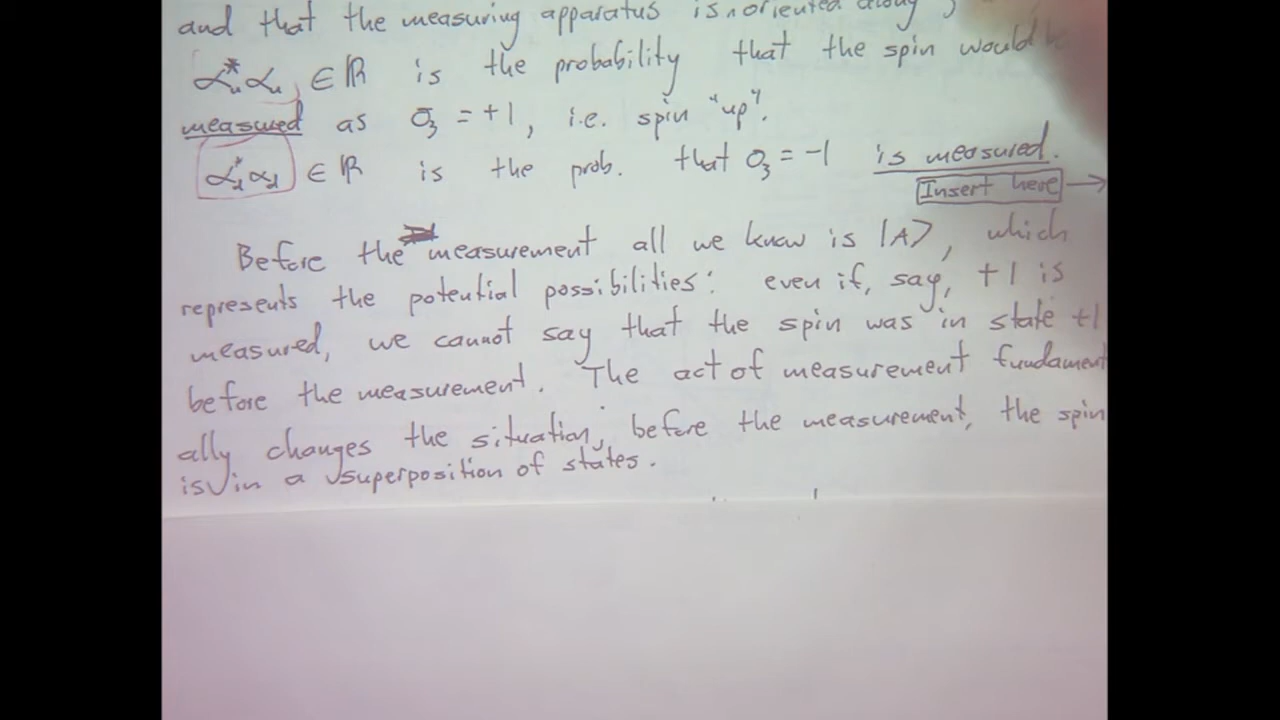 and that the measuring apparatus is oriented along
α*ᵤ αᵤ ∈ ℝ is the probability that the spin would be
measured as σ₃ = +1, i.e. spin "up".
α*_d α_d ∈ ℝ is the prob. that σ₃ = -1 is measured.
Insert here →
Before the measurement all we know is |A⟩, which
represents the potential possibilities: even if, say, +1 is
measured, we cannot say that the spin was in state +1
before the measurement. The act of measurement fundament
ally changes the situation; before the measurement, the spin
is in a superposition of states.